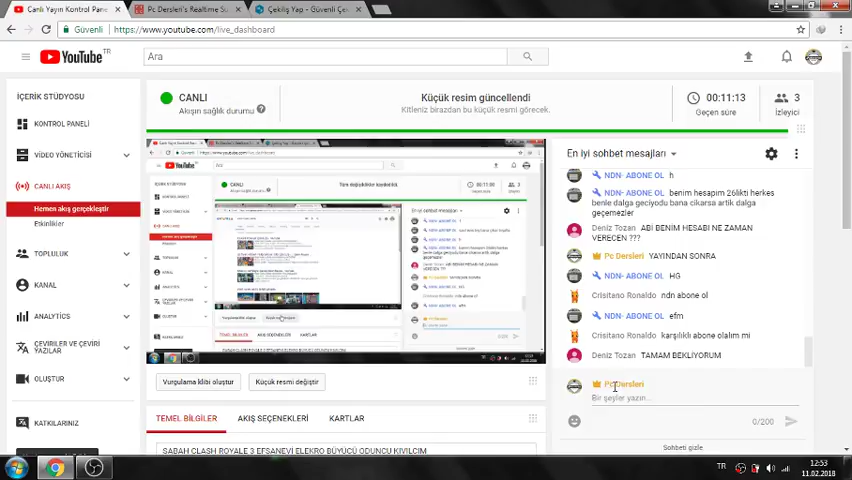 Canlı Yayın Kontrol Pane
Pc Dersleri's Realtime Su
Çekiliş Yap - Güvenli Çe
Güvenli
https://www.youtube.com/live_dashboard
YouTube TR
Ara
İÇERİK STÜDYOSU
KONTROL PANELİ
VİDEO YÖNETİCİSİ
CANLI AKIŞ
Hemen akış gerçekleştir
Etkinlikler
TOPLULUK
KANAL
ANALYTICS
ÇEVİRİLER VE ÇEVİRİ
YAZILAR
OLUŞTUR
KATKILARINIZ
CANLI
Akışın sağlık durumu
Küçük resim güncellendi
Kitleniz birazdan bu küçük resmi görecek.
00:11:13
Geçen süre
3
İzleyici
Vurgulama klibi oluştur
Küçük resmi değiştir
TEMEL BİLGİLER
AKIŞ SEÇENEKLERİ
KARTLAR
SABAH CLASH ROYALE 3 EFSANEVİ ELEKRO BÜYÜCÜ ODUNCU KIVILCIM
En iyi sohbet mesajları
NDN- ABONE OL h
NDN- ABONE OL benim hesapim 26likti herkes
benle dalga geciyodu bana cikarsa artik dalga
geçemezler
Deniz Tozan ABİ BENİM HESABI NE ZAMAN
VERECEN ???
Pc Dersleri YAYINDAN SONRA
NDN- ABONE OL HG
Crisitano Ronaldo ndn abone ol
NDN- ABONE OL efm
Crisitano Ronaldo karşılıklı abone olalım mi
Deniz Tozan TAMAM BEKLIYORUM
Pc Dersleri
Bir şeyler yazın...
0/200
Sohbeti gizle
TR
12:53
11.02.2018